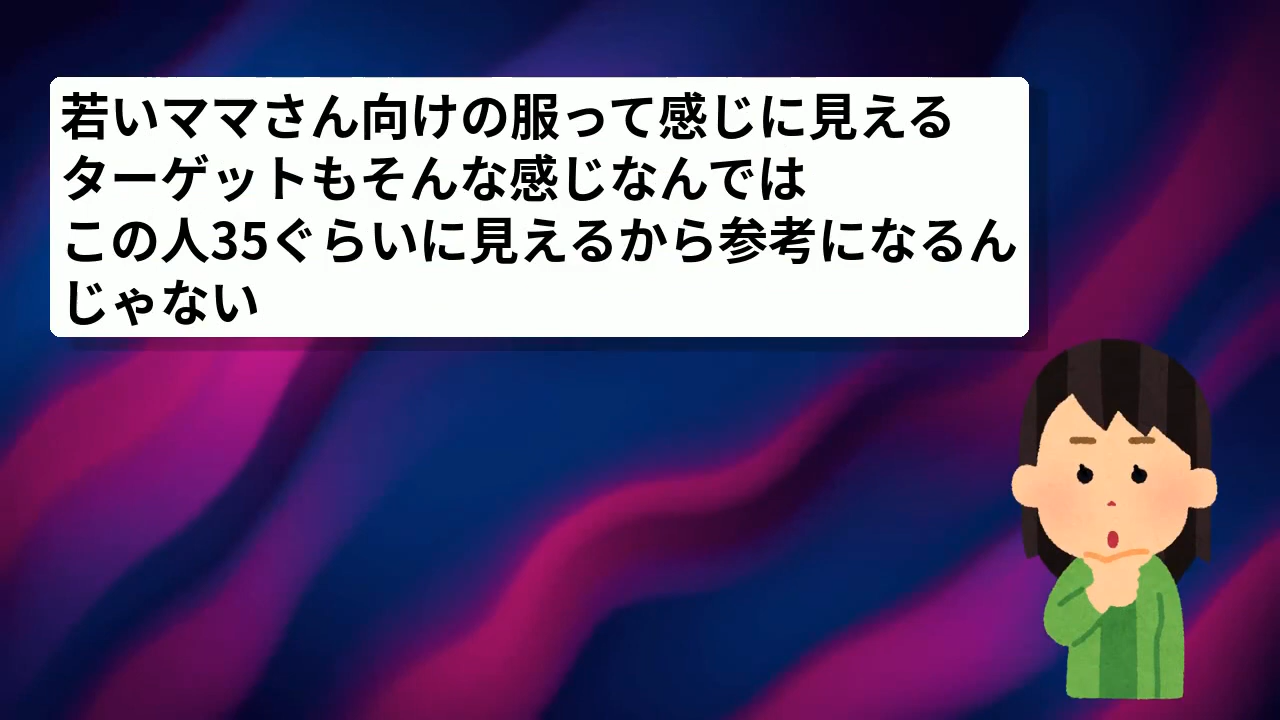 若いママさん向けの服って感じに見える
ターゲットもそんな感じなんでは
この人35ぐらいに見えるから参考になるん
じゃない